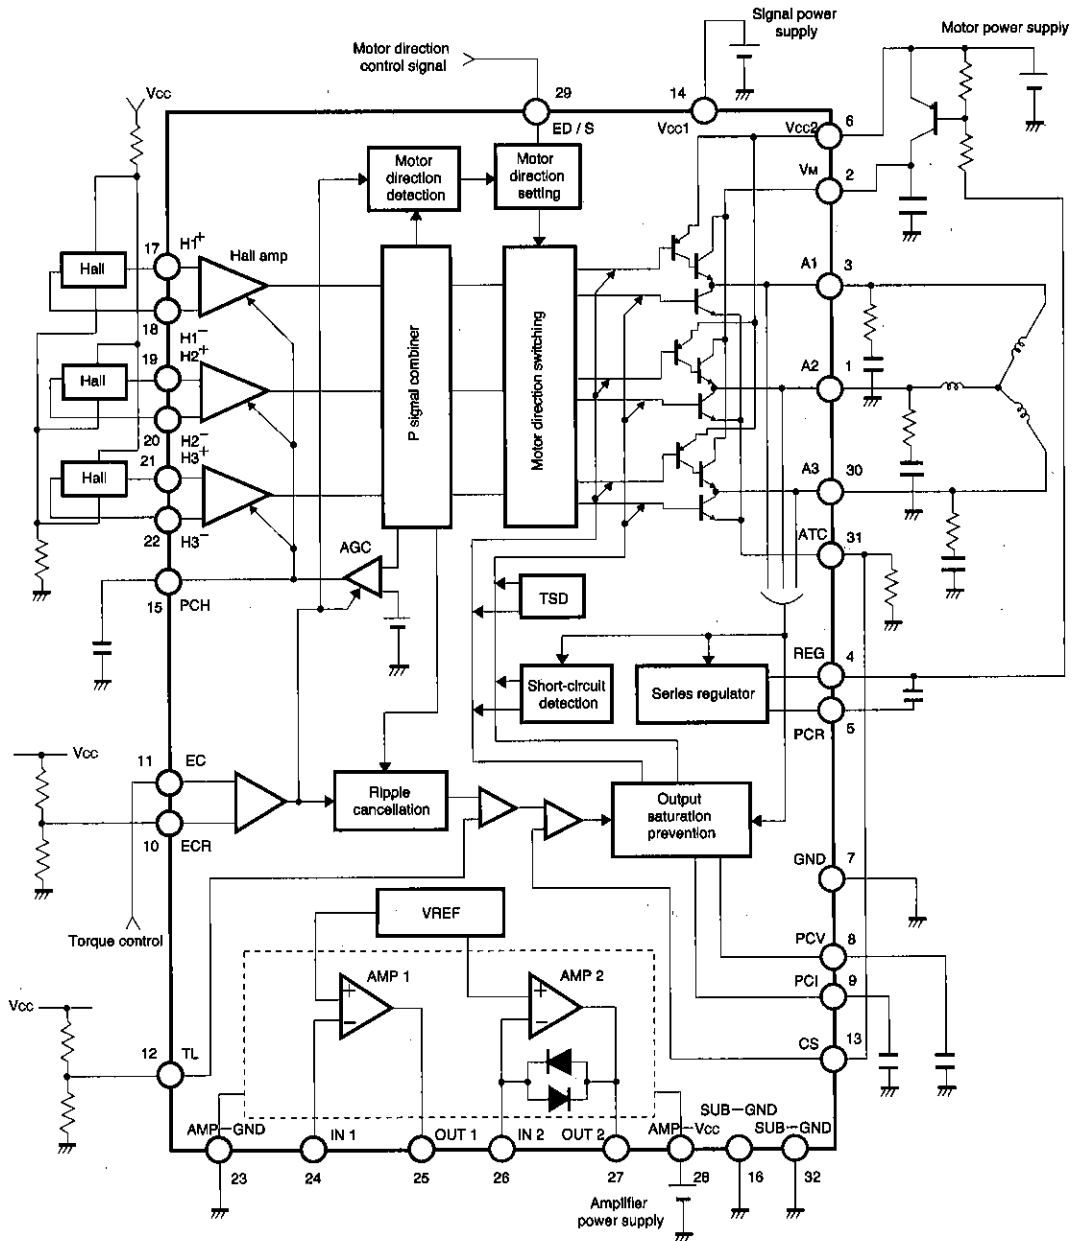 Signal power
supply
Motor power supply
Motor direction
control signal
Vcc
29
14
ED / S
Vcc1
Vcc2
6
VM
2
Motor
direction
detection
Motor
direction
setting
17
H1+
Hall
Hall amp
A1
3
18
H1−
19
H2+
Hall
P signal combiner
Motor direction switching
A2
1
20
H2−
21
H3+
Hall
A3
30
22
H3−
ATC
31
AGC
15
PCH
TSD
REG
4
Short-circuit
detection
Series regulator
PCR
5
Vcc
11
EC
Ripple
cancellation
Output
saturation
prevention
10
ECR
GND
7
Torque control
VREF
PCV
8
AMP 1
AMP 2
PCI
9
+
−
+
−
Vcc
12
TL
CS
13
SUB−GND
SUB−GND
AMP−GND
IN 1
OUT 1
IN 2
OUT 2
AMP−Vcc
23
24
25
26
27
28
16
32
Amplifier
power supply